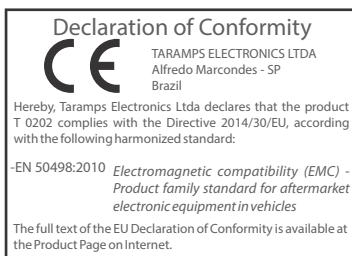 Declaration of Conformity
CE
TARAMPS ELECTRONICS LTDA
Alfredo Marcondes - SP
Brazil
Hereby, Taramps Electronics Ltda declares that the product
T 0202 complies with the Directive 2014/30/EU, according
with the following harmonized standard:
-EN 50498:2010 Electromagnetic compatibility (EMC) -
Product family standard for aftermarket
electronic equipment in vehicles
The full text of the EU Declaration of Conformity is available at
the Product Page on Internet.